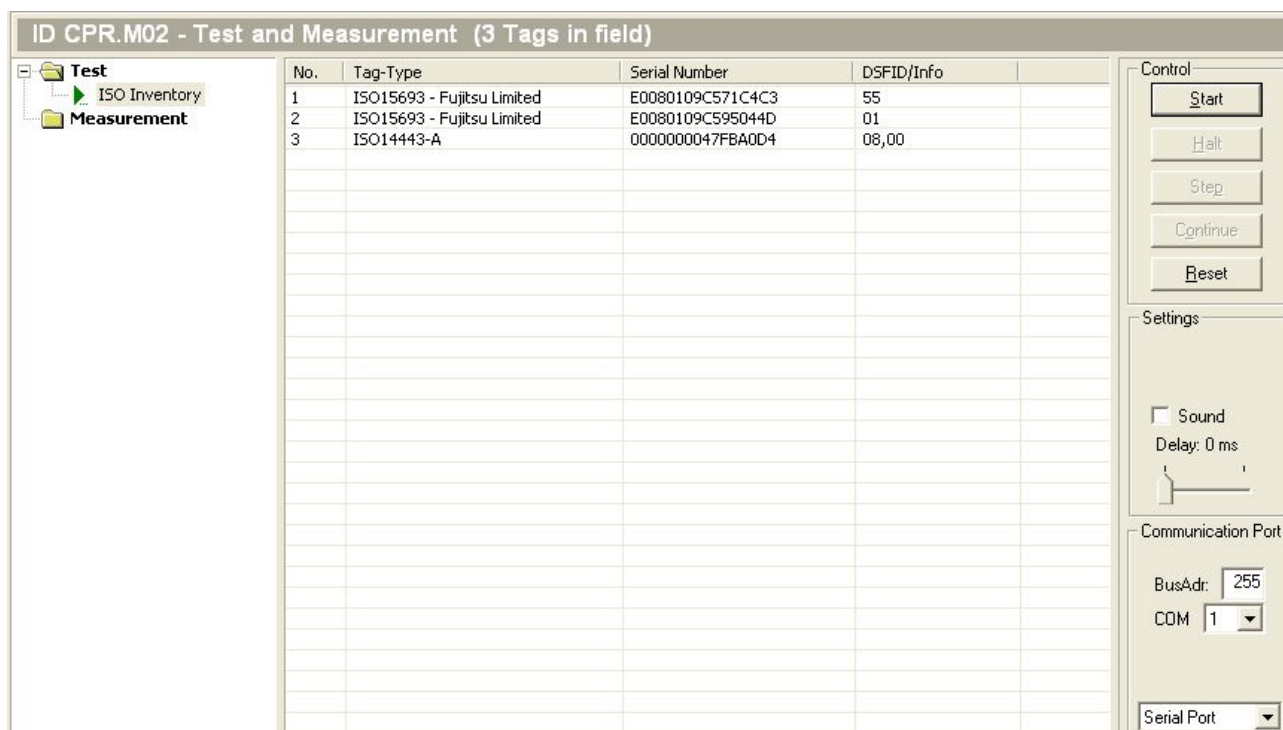 ID CPR.M02 - Test and Measurement (3 Tags in field)
Test
ISO Inventory
Measurement
No. Tag-Type Serial Number DSFID/Info
1 ISO15693 - Fujitsu Limited E0080109C571C4C3 55
2 ISO15693 - Fujitsu Limited E0080109C595044D 01
3 ISO14443-A 0000000047FBA0D4 08,00
Control
Start
Halt
Step
Continue
Reset
Settings
Sound
Delay: 0 ms
Communication Port
BusAdr: 255
COM 1
Serial Port